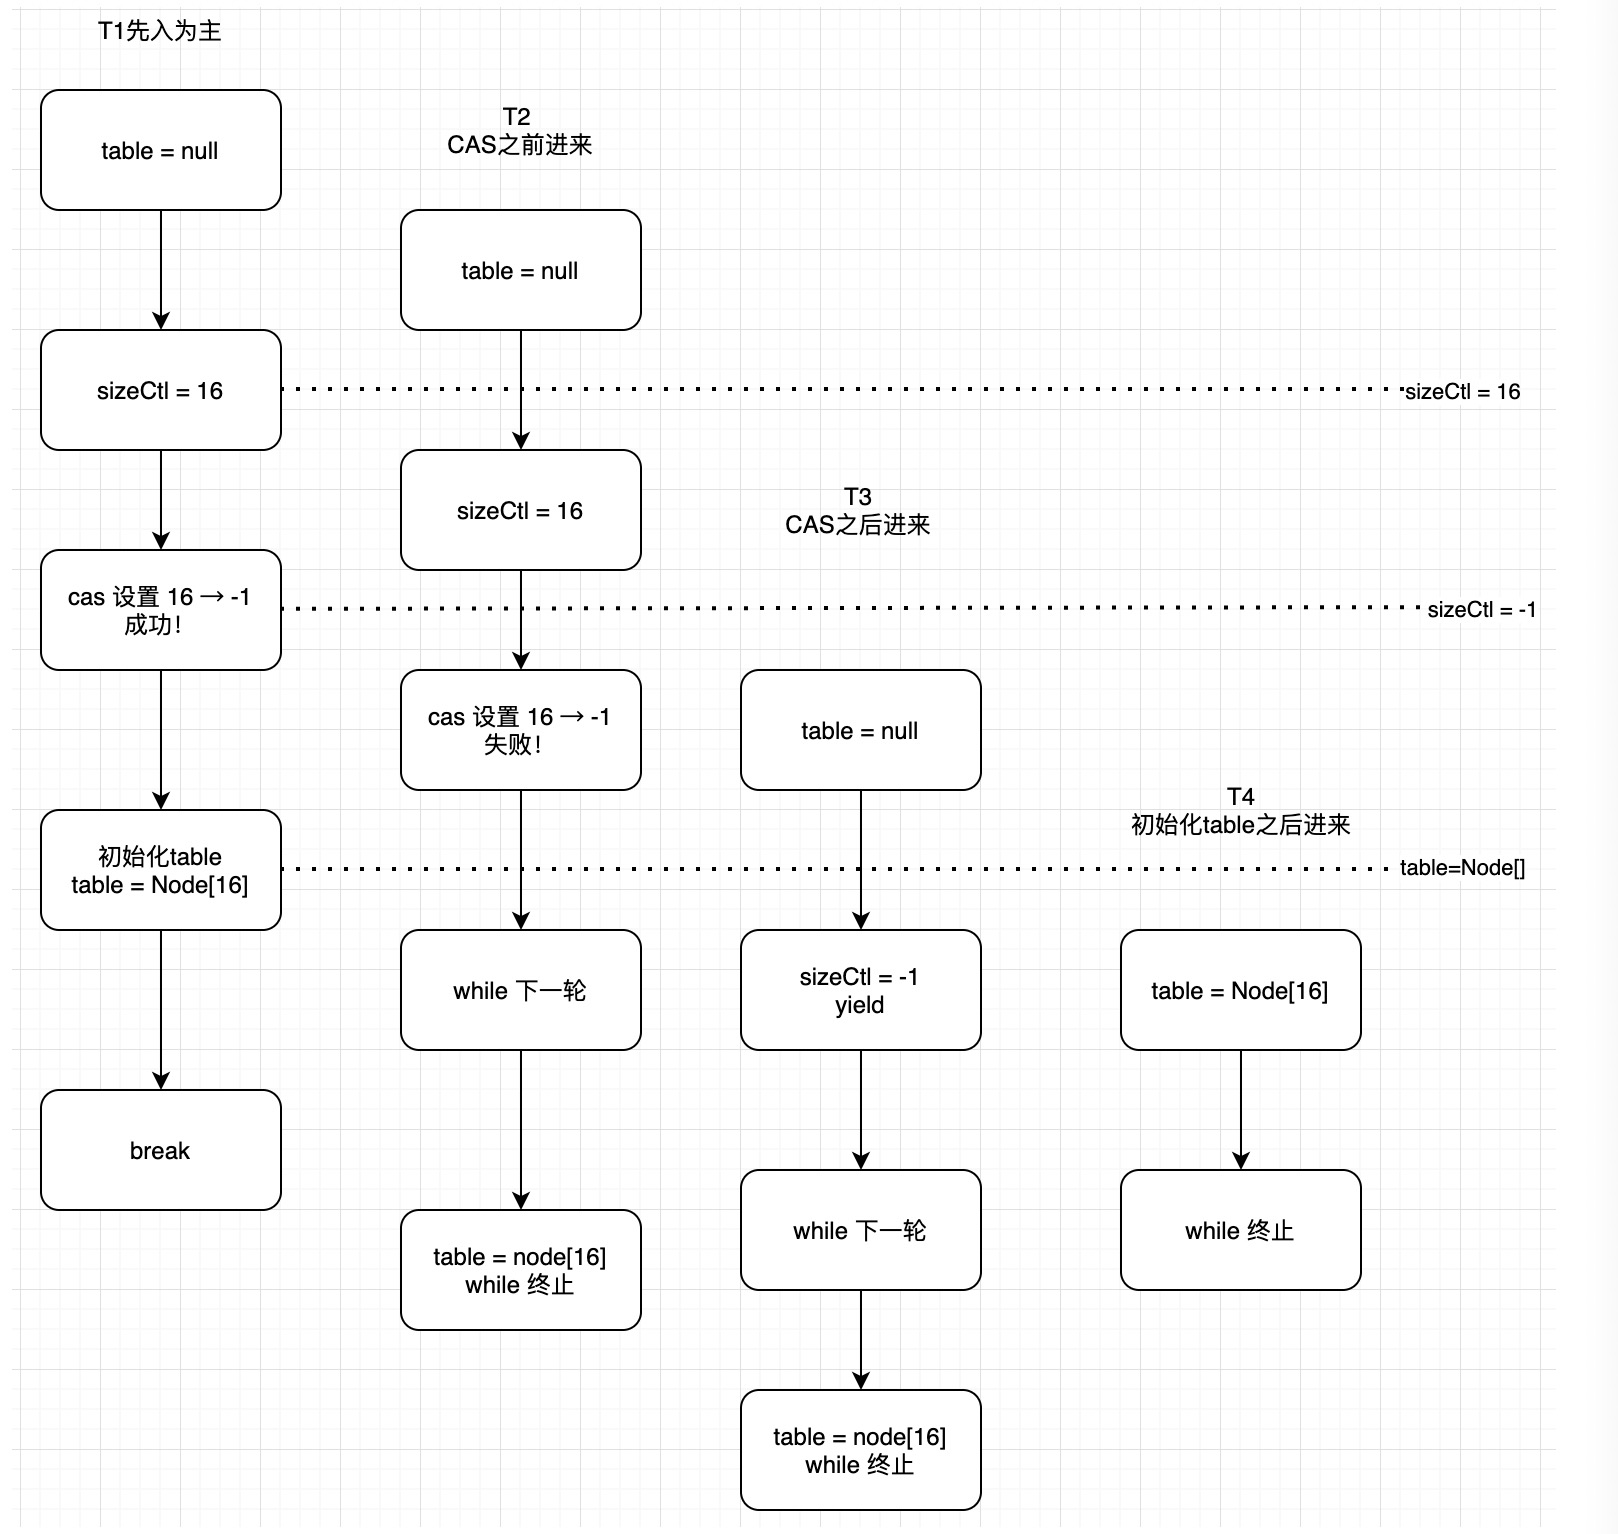 T1先入为主
table = null
sizeCtl = 16
cas 设置 16 → -1
成功!
初始化table
table = Node[16]
break
T2
CAS之前进来
table = null
sizeCtl = 16
cas 设置 16 → -1
失败!
while 下一轮
table = node[16]
while 终止
T3
CAS之后进来
table = null
sizeCtl = -1
yield
while 下一轮
table = node[16]
while 终止
T4
初始化table之后进来
table = Node[16]
while 终止
sizeCtl = 16
sizeCtl = -1
table=Node[]